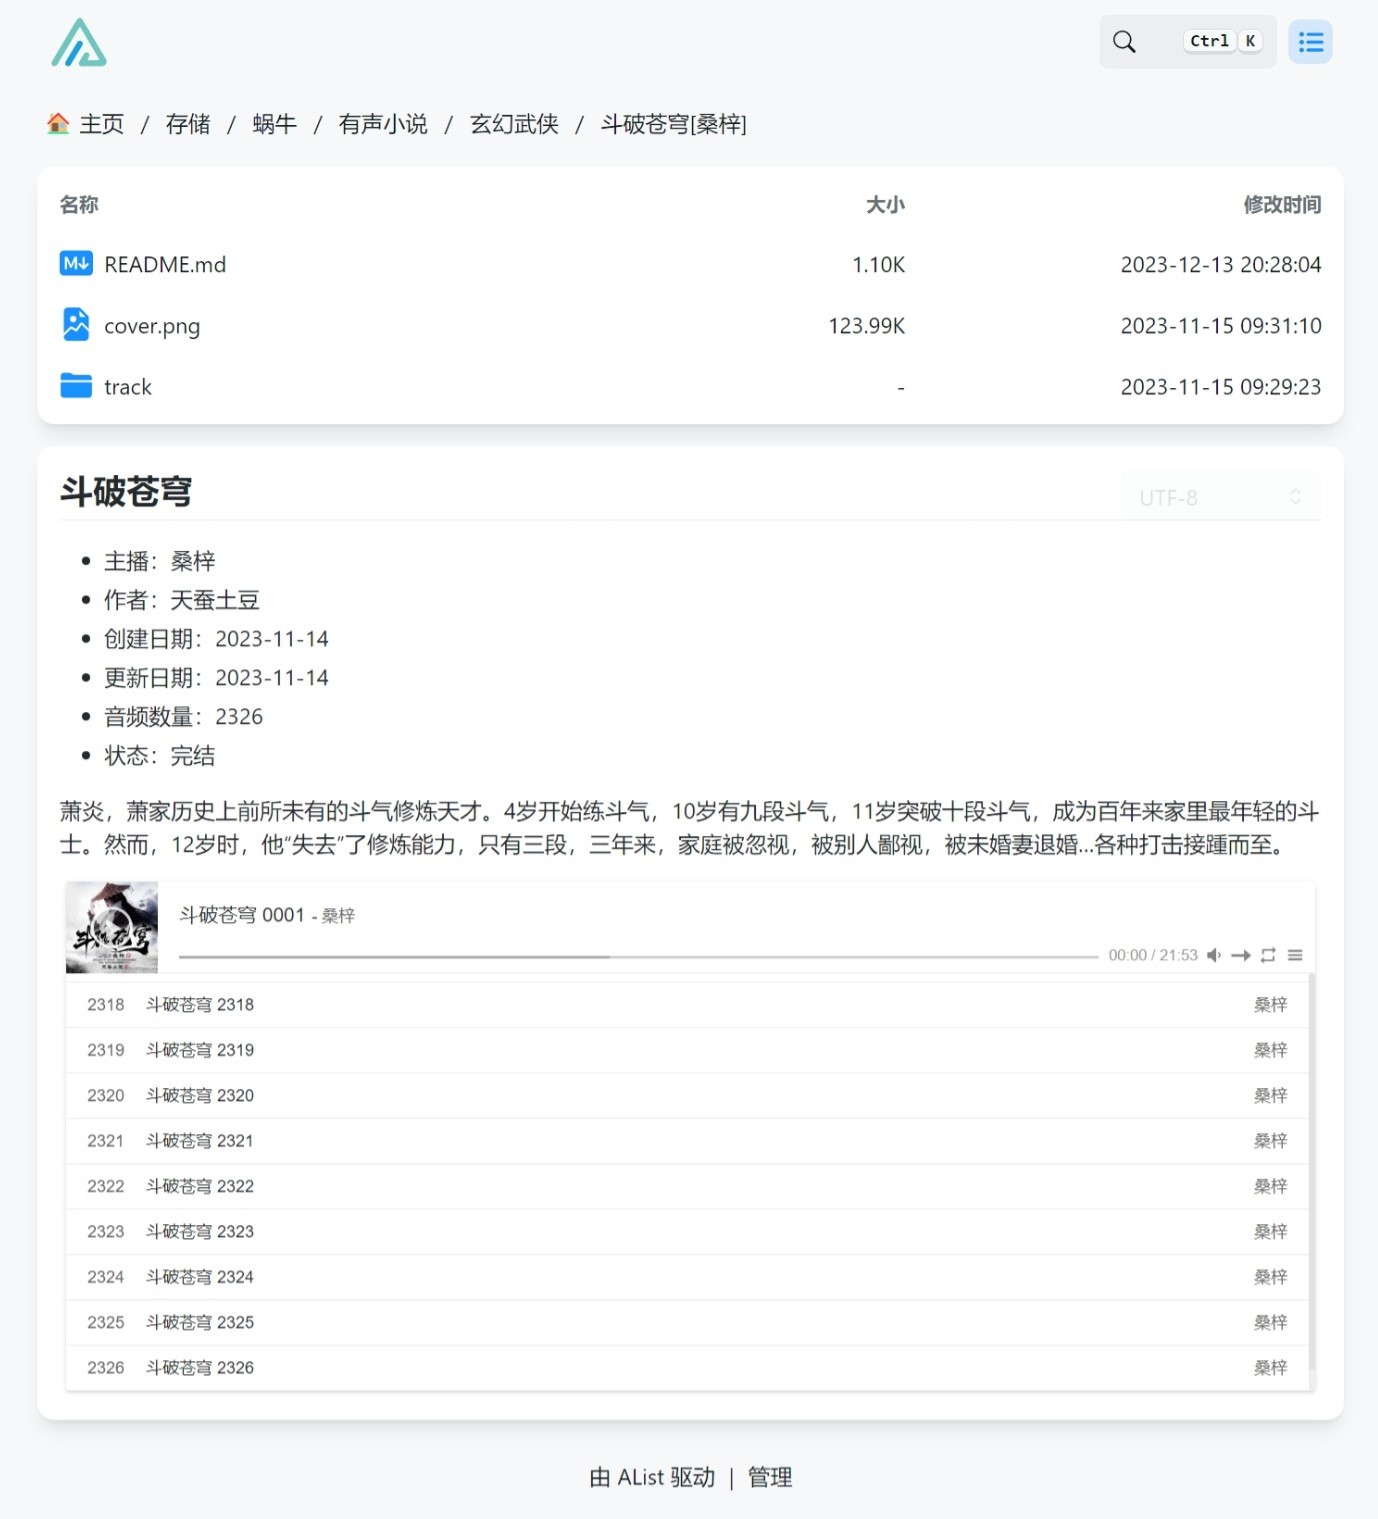 Ctrl K
主页 / 存储 / 蜗牛 / 有声小说 / 玄幻武侠 / 斗破苍穹[桑梓]
名称 大小 修改时间
README.md 1.10K 2023-12-13 20:28:04
cover.png 123.99K 2023-11-15 09:31:10
track - 2023-11-15 09:29:23
斗破苍穹 UTF-8
• 主播：桑梓
• 作者：天蚕土豆
• 创建日期：2023-11-14
• 更新日期：2023-11-14
• 音频数量：2326
• 状态：完结
萧炎，萧家历史上前所未有的斗气修炼天才。4岁开始练斗气，10岁有九段斗气，11岁突破十段斗气，成为百年来家里最年轻的斗
士。然而，12岁时，他“失去”了修炼能力，只有三段，三年来，家庭被忽视，被别人鄙视，被未婚妻退婚...各种打击接踵而至。
斗破苍穹 0001 - 桑梓
00:00 / 21:53
2318 斗破苍穹 2318 桑梓
2319 斗破苍穹 2319 桑梓
2320 斗破苍穹 2320 桑梓
2321 斗破苍穹 2321 桑梓
2322 斗破苍穹 2322 桑梓
2323 斗破苍穹 2323 桑梓
2324 斗破苍穹 2324 桑梓
2325 斗破苍穹 2325 桑梓
2326 斗破苍穹 2326 桑梓
由 AList 驱动 | 管理